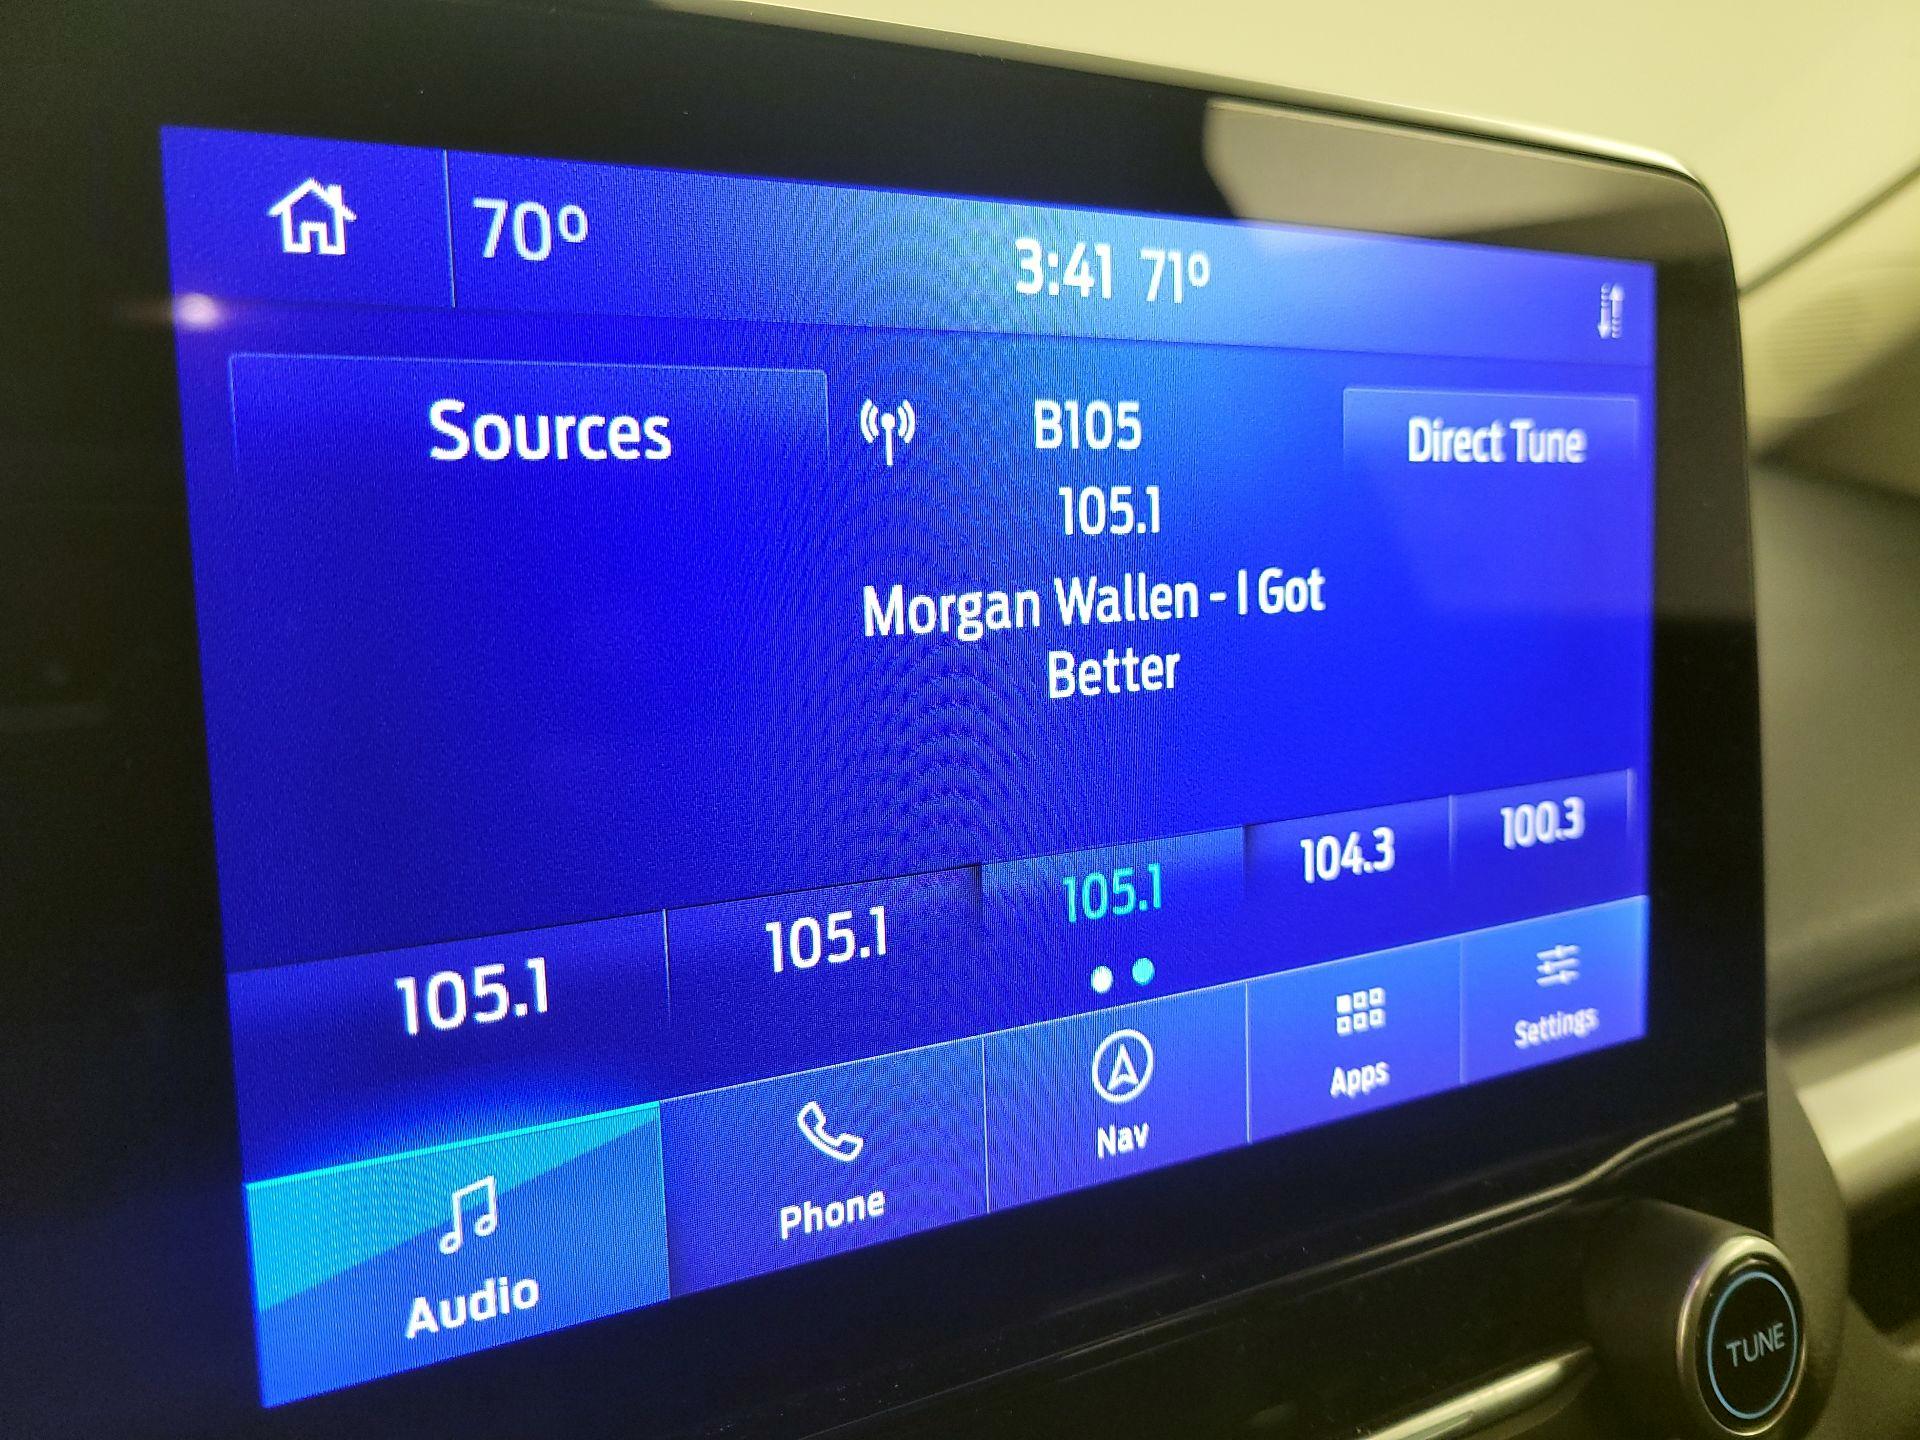 70°
3:41 71°
Sources
B105
Direct Tune
105.1
Morgan Wallen - I Got
Better
105.1
105.1
105.1
104.3
100.3
Audio
Phone
Nav
Apps
Settings
TUNE